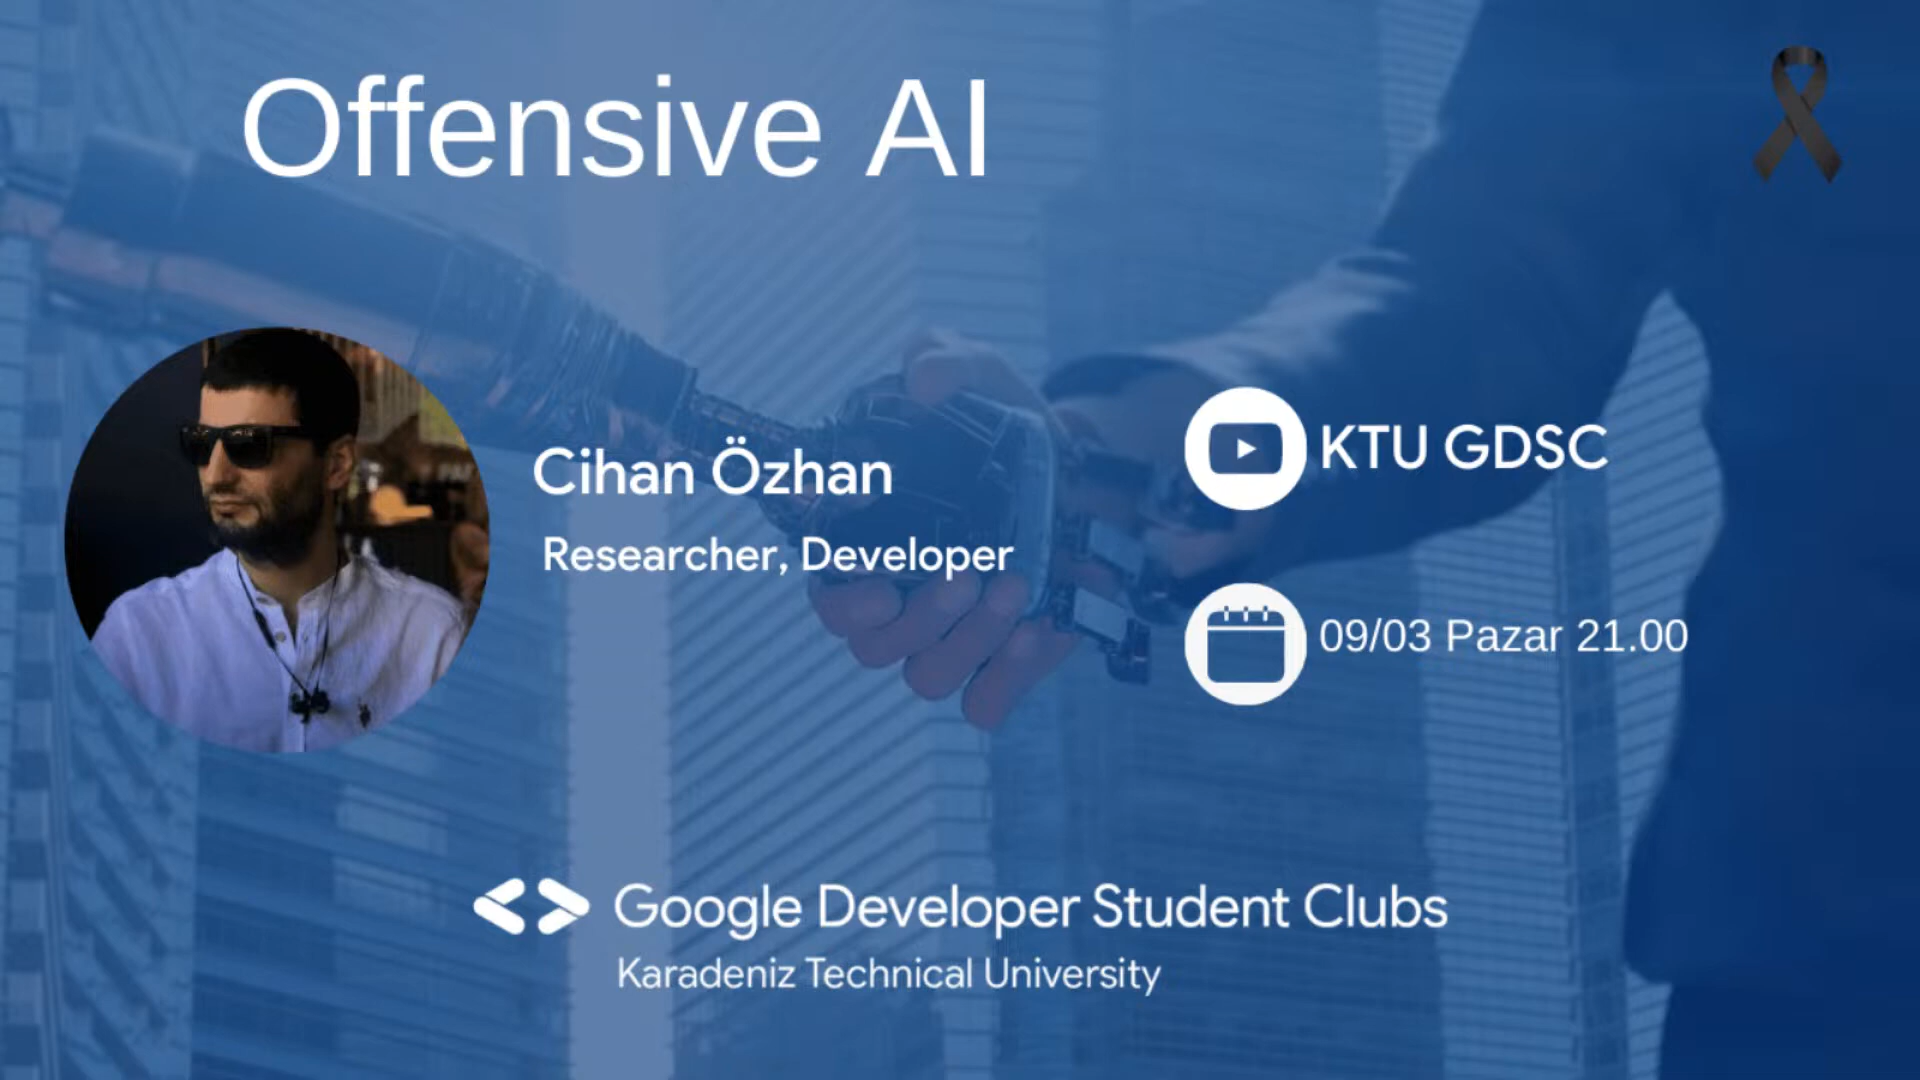 Offensive AI
Cihan Özhan
Researcher, Developer
KTU GDSC
09/03 Pazar 21.00
Google Developer Student Clubs
Karadeniz Technical University